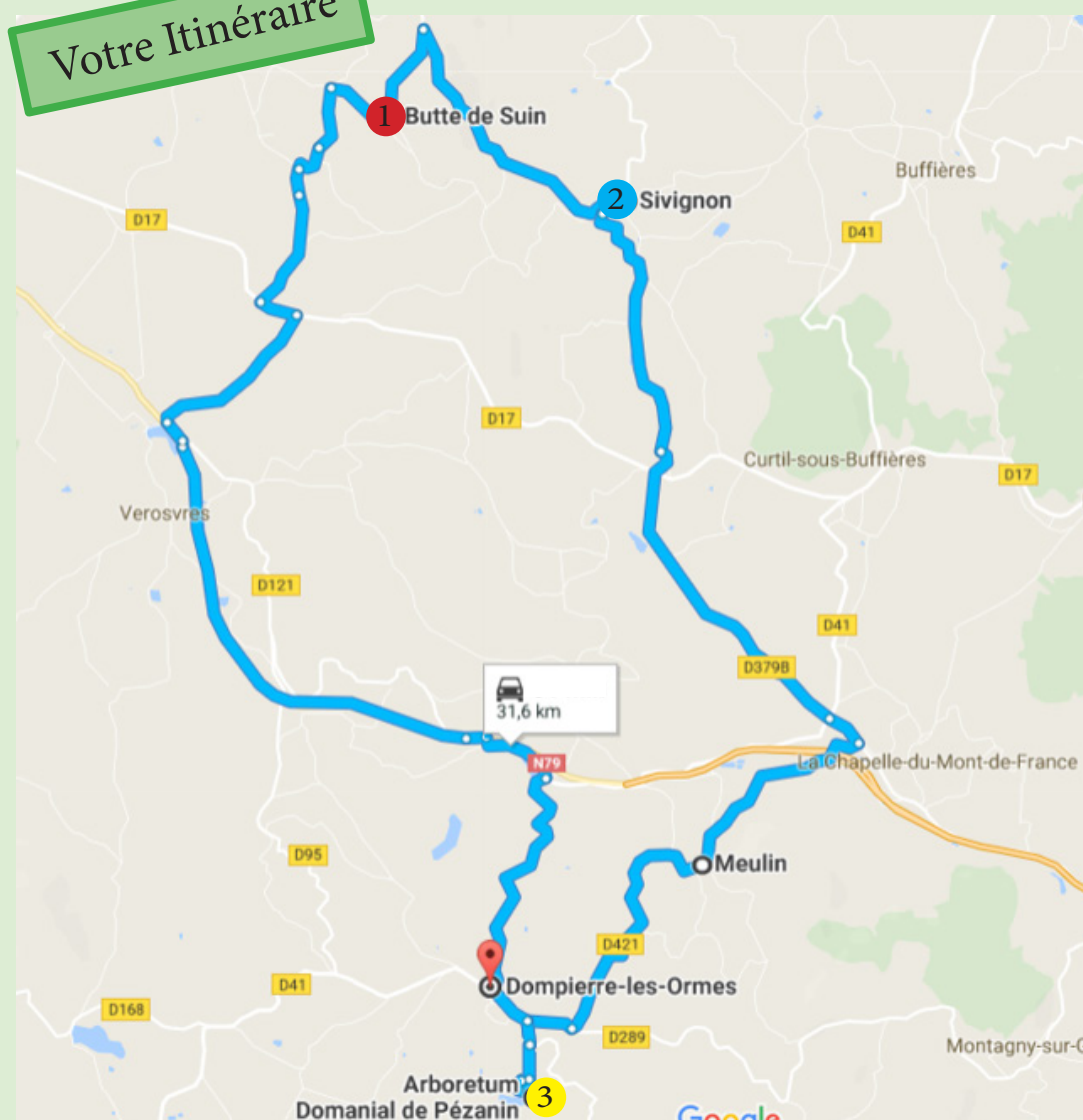 Votre Itinéraire
1 Butte de Suin
Buffières
2 Sivignon
D17
D41
D17
Curtil-sous-Buffières
D17
Verosvres
D121
D41
D379B
31,6 km
N79
La Chapelle-du-Mont-de-France
D95
Meulin
D421
D41
Dompierre-les-Ormes
D168
D289
Montagny-sur-G
Arboretum
Domanial de Pézanin
3
Google